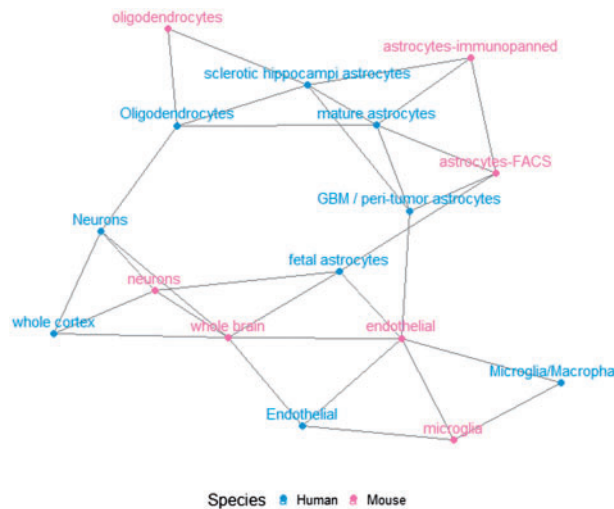 oligodendrocytes
astrocytes-immunopanned
sclerotic hippocampi astrocytes
Oligodendrocytes
mature astrocytes
astrocytes-FACS
GBM / peri-tumor astrocytes
Neurons
fetal astrocytes
neurons
whole cortex
whole brain
endothelial
Microglia/Macropha
Endothelial
microglia
Species Human Mouse